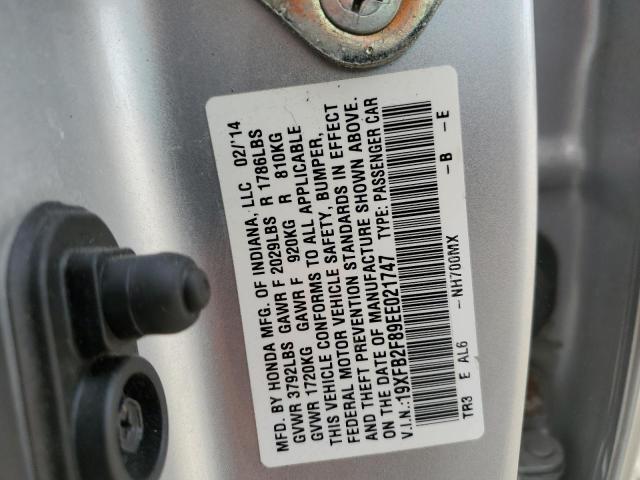 MFD. BY HONDA MFG. OF INDIANA, LLC 02/'14
GVWR 3792LBS GAWR F 2029LBS R 1786LBS
GVWR 1720KG GAWR F 920KG R 810KG
THIS VEHICLE CONFORMS TO ALL APPLICABLE
FEDERAL MOTOR VEHICLE SAFETY, BUMPER,
AND THEFT PREVENTION STANDARDS IN EFFECT
ON THE DATE OF MANUFACTURE SHOWN ABOVE.
V.I.N.:19XFB2F89EE021747 TYPE: PASSENGER CAR
TR3 E AL6 -NH700MX -B -E